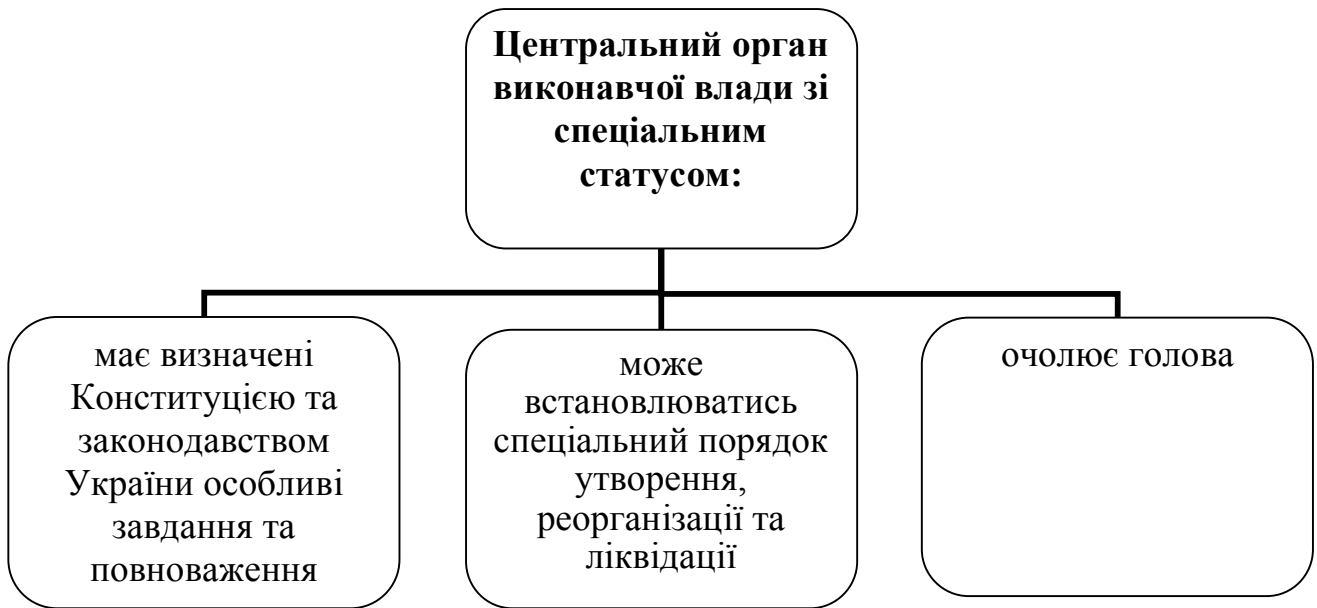 Центральний орган
виконавчої влади зі
спеціальним
статусом:
має визначені
Конституцією та
законодавством
України особливі
завдання та
повноваження
може
встановлюватись
спеціальний порядок
утворення,
реорганізації та
ліквідації
очолює голова